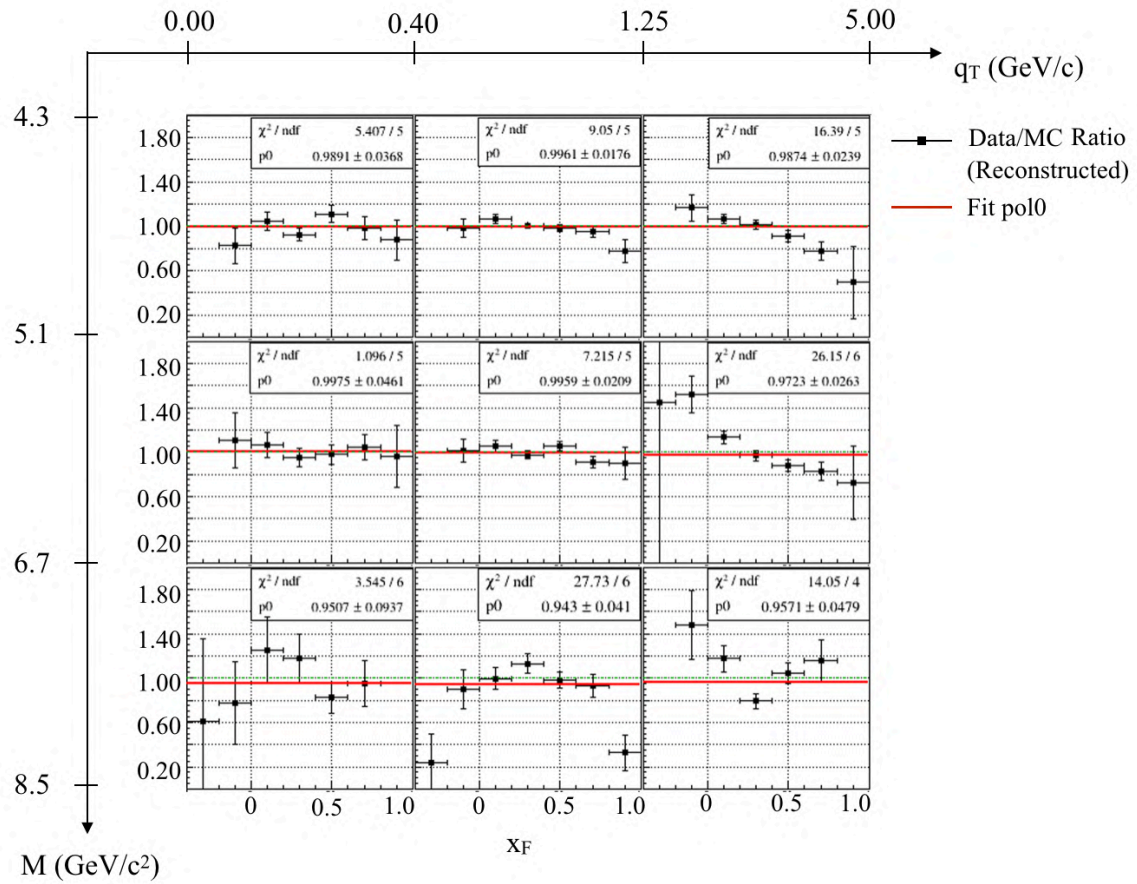 0.00 0.40 1.25 5.00
qT (GeV/c)
4.3
5.1
6.7
8.5
M (GeV/c²)
Data/MC Ratio
(Reconstructed)
Fit pol0
1.80
1.40
1.00
0.60
0.20
χ² / ndf 5.407 / 5
p0 0.9891 ± 0.0368
χ² / ndf 9.05 / 5
p0 0.9961 ± 0.0176
χ² / ndf 16.39 / 5
p0 0.9874 ± 0.0239
1.80
1.40
1.00
0.60
0.20
χ² / ndf 1.096 / 5
p0 0.9975 ± 0.0461
χ² / ndf 7.215 / 5
p0 0.9959 ± 0.0209
χ² / ndf 26.15 / 6
p0 0.9723 ± 0.0263
1.80
1.40
1.00
0.60
0.20
χ² / ndf 3.545 / 6
p0 0.9507 ± 0.0937
χ² / ndf 27.73 / 6
p0 0.943 ± 0.041
χ² / ndf 14.05 / 4
p0 0.9571 ± 0.0479
0 0.5 1.0 0 0.5 1.0 0 0.5 1.0
xF